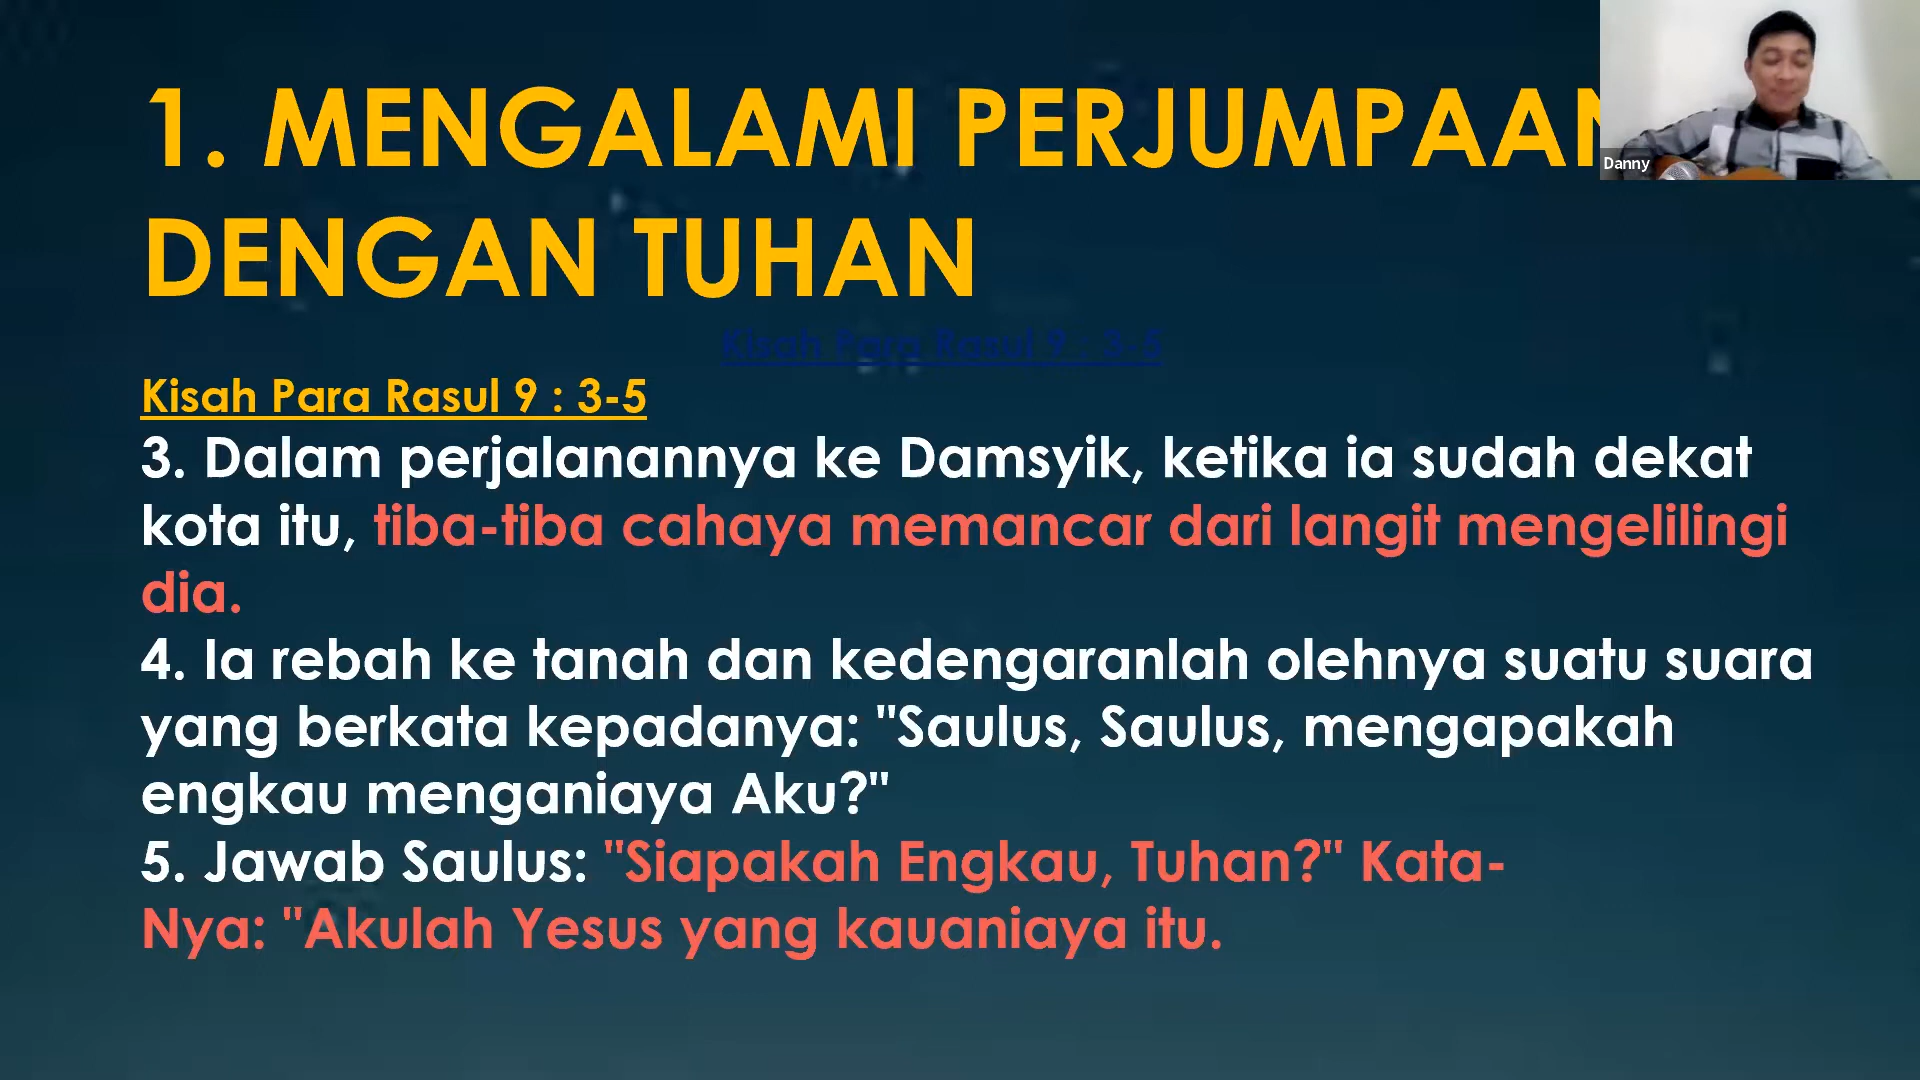 1. MENGALAMI PERJUMPAAN
DENGAN TUHAN
Danny
Kisah Para Rasul 9 : 3-5
Kisah Para Rasul 9 : 3-5
3. Dalam perjalanannya ke Damsyik, ketika ia sudah dekat
kota itu, tiba-tiba cahaya memancar dari langit mengelilingi
dia.
4. Ia rebah ke tanah dan kedengaranlah olehnya suatu suara
yang berkata kepadanya: "Saulus, Saulus, mengapakah
engkau menganiaya Aku?"
5. Jawab Saulus: "Siapakah Engkau, Tuhan?" Kata-
Nya: "Akulah Yesus yang kauaniaya itu.